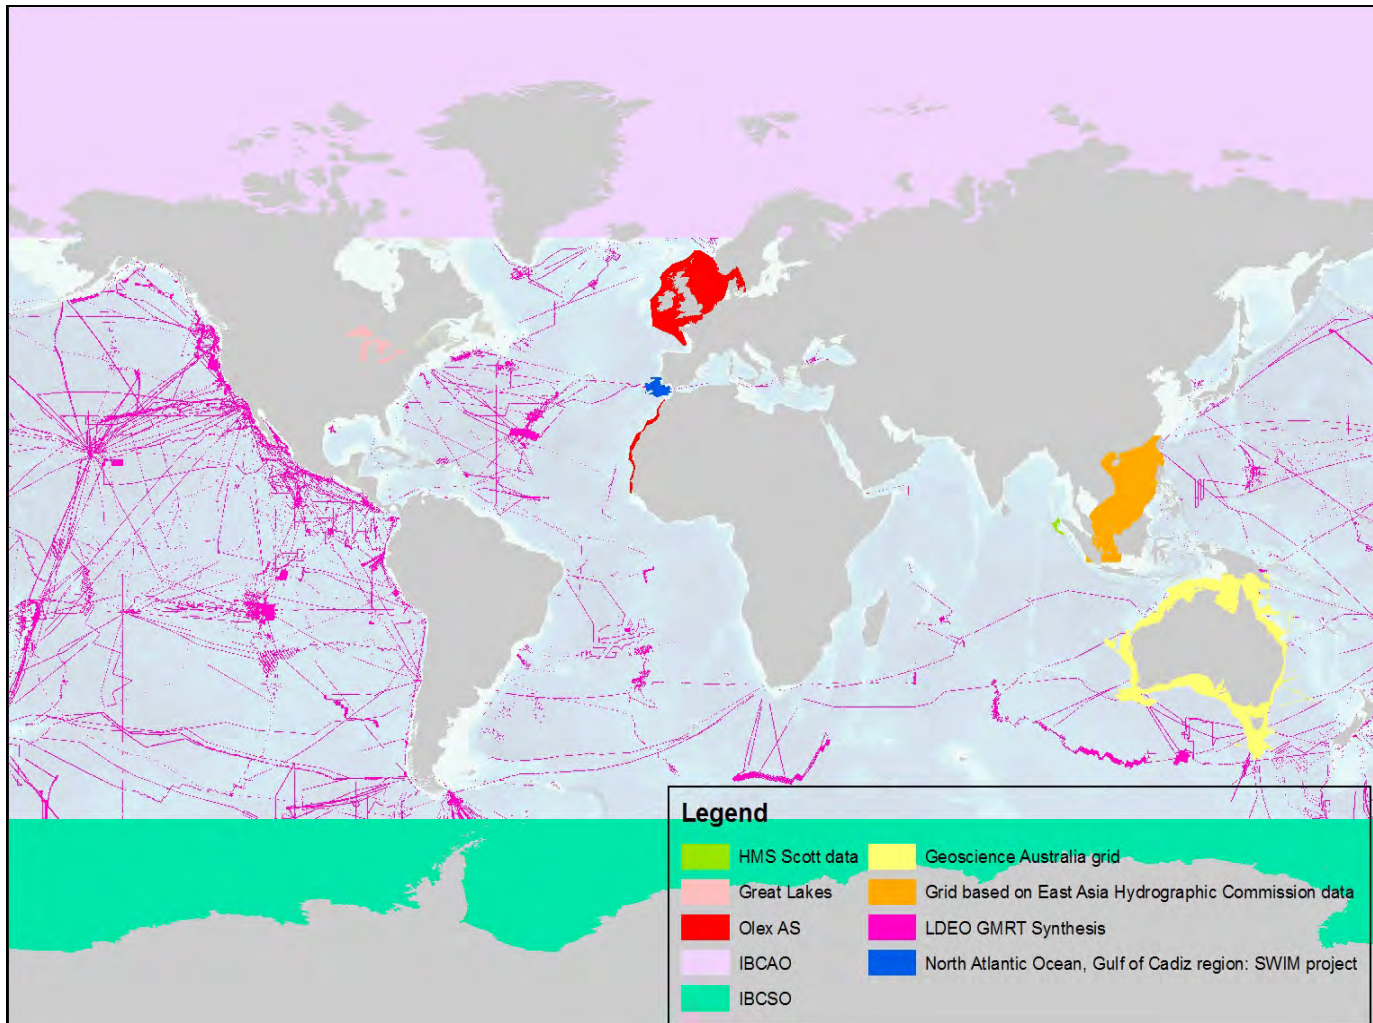 Legend
HMS Scott data
Great Lakes
Olex AS
IBCAO
IBCSO
Geoscience Australia grid
Grid based on East Asia Hydrographic Commission data
LDEO GMRT Synthesis
North Atlantic Ocean, Gulf of Cadiz region: SWIM project